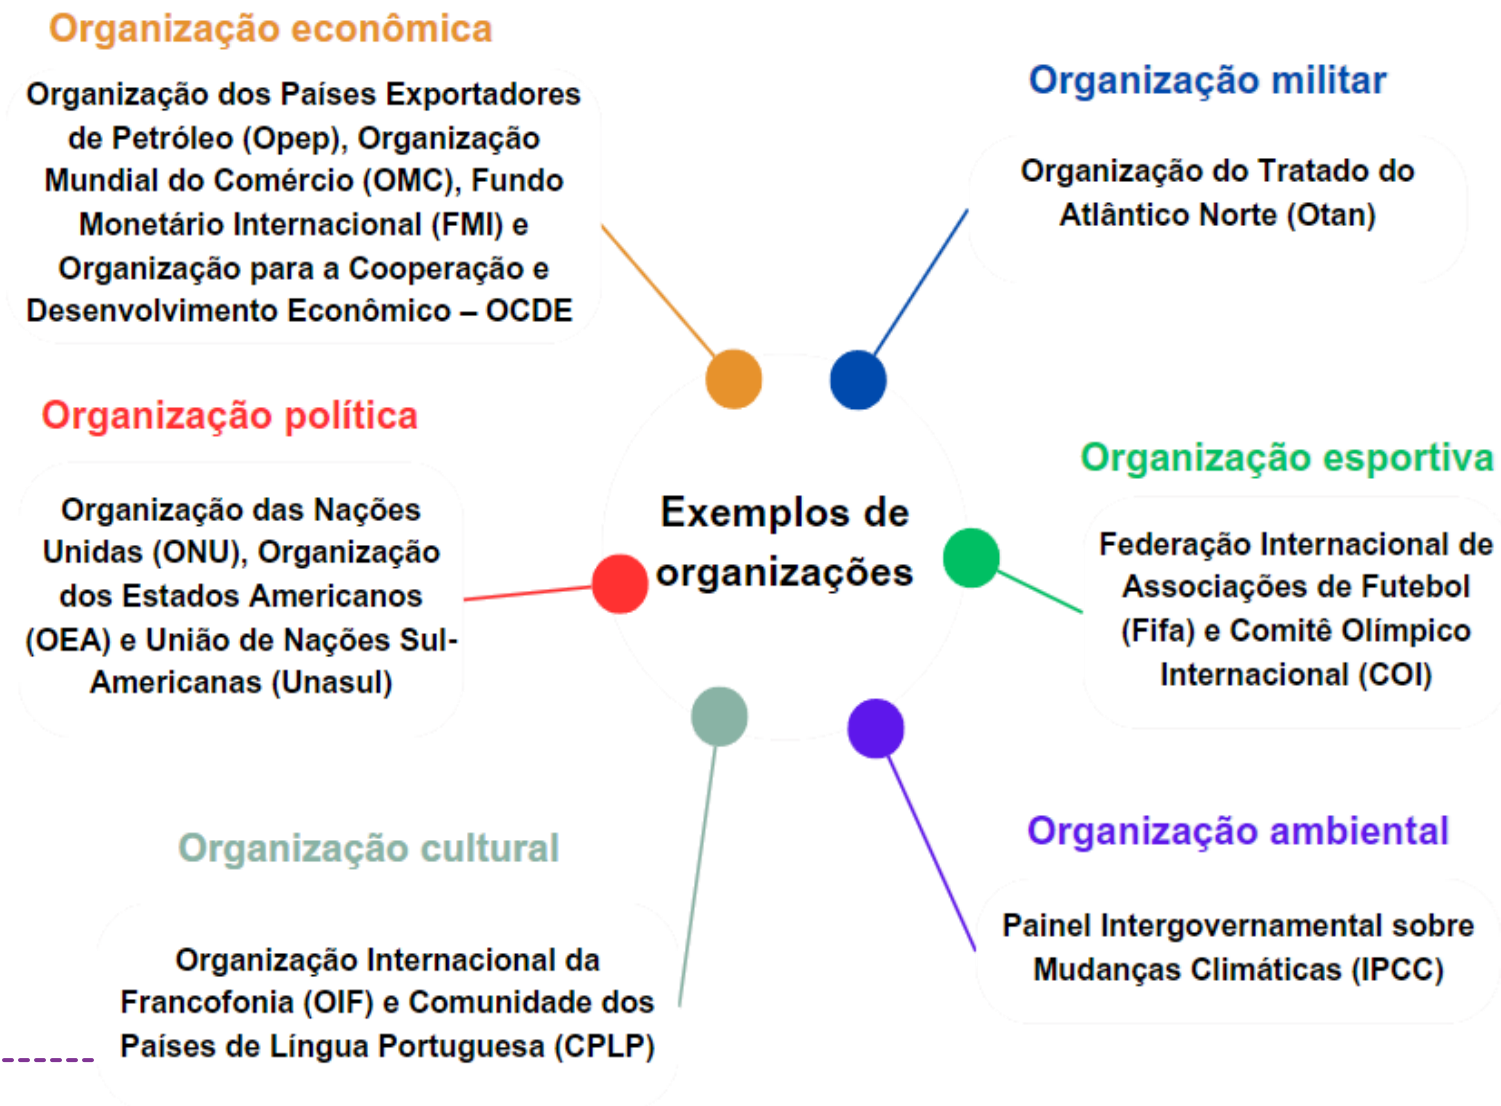 Organização econômica
Organização dos Países Exportadores
de Petróleo (Opep), Organização
Mundial do Comércio (OMC), Fundo
Monetário Internacional (FMI) e
Organização para a Cooperação e
Desenvolvimento Econômico – OCDE
Organização militar
Organização do Tratado do
Atlântico Norte (Otan)
Organização política
Organização das Nações
Unidas (ONU), Organização
dos Estados Americanos
(OEA) e União de Nações Sul-
Americanas (Unasul)
Exemplos de
organizações
Organização esportiva
Federação Internacional de
Associações de Futebol
(Fifa) e Comitê Olímpico
Internacional (COI)
Organização cultural
Organização Internacional da
Francofonia (OIF) e Comunidade dos
Países de Língua Portuguesa (CPLP)
Organização ambiental
Painel Intergovernamental sobre
Mudanças Climáticas (IPCC)